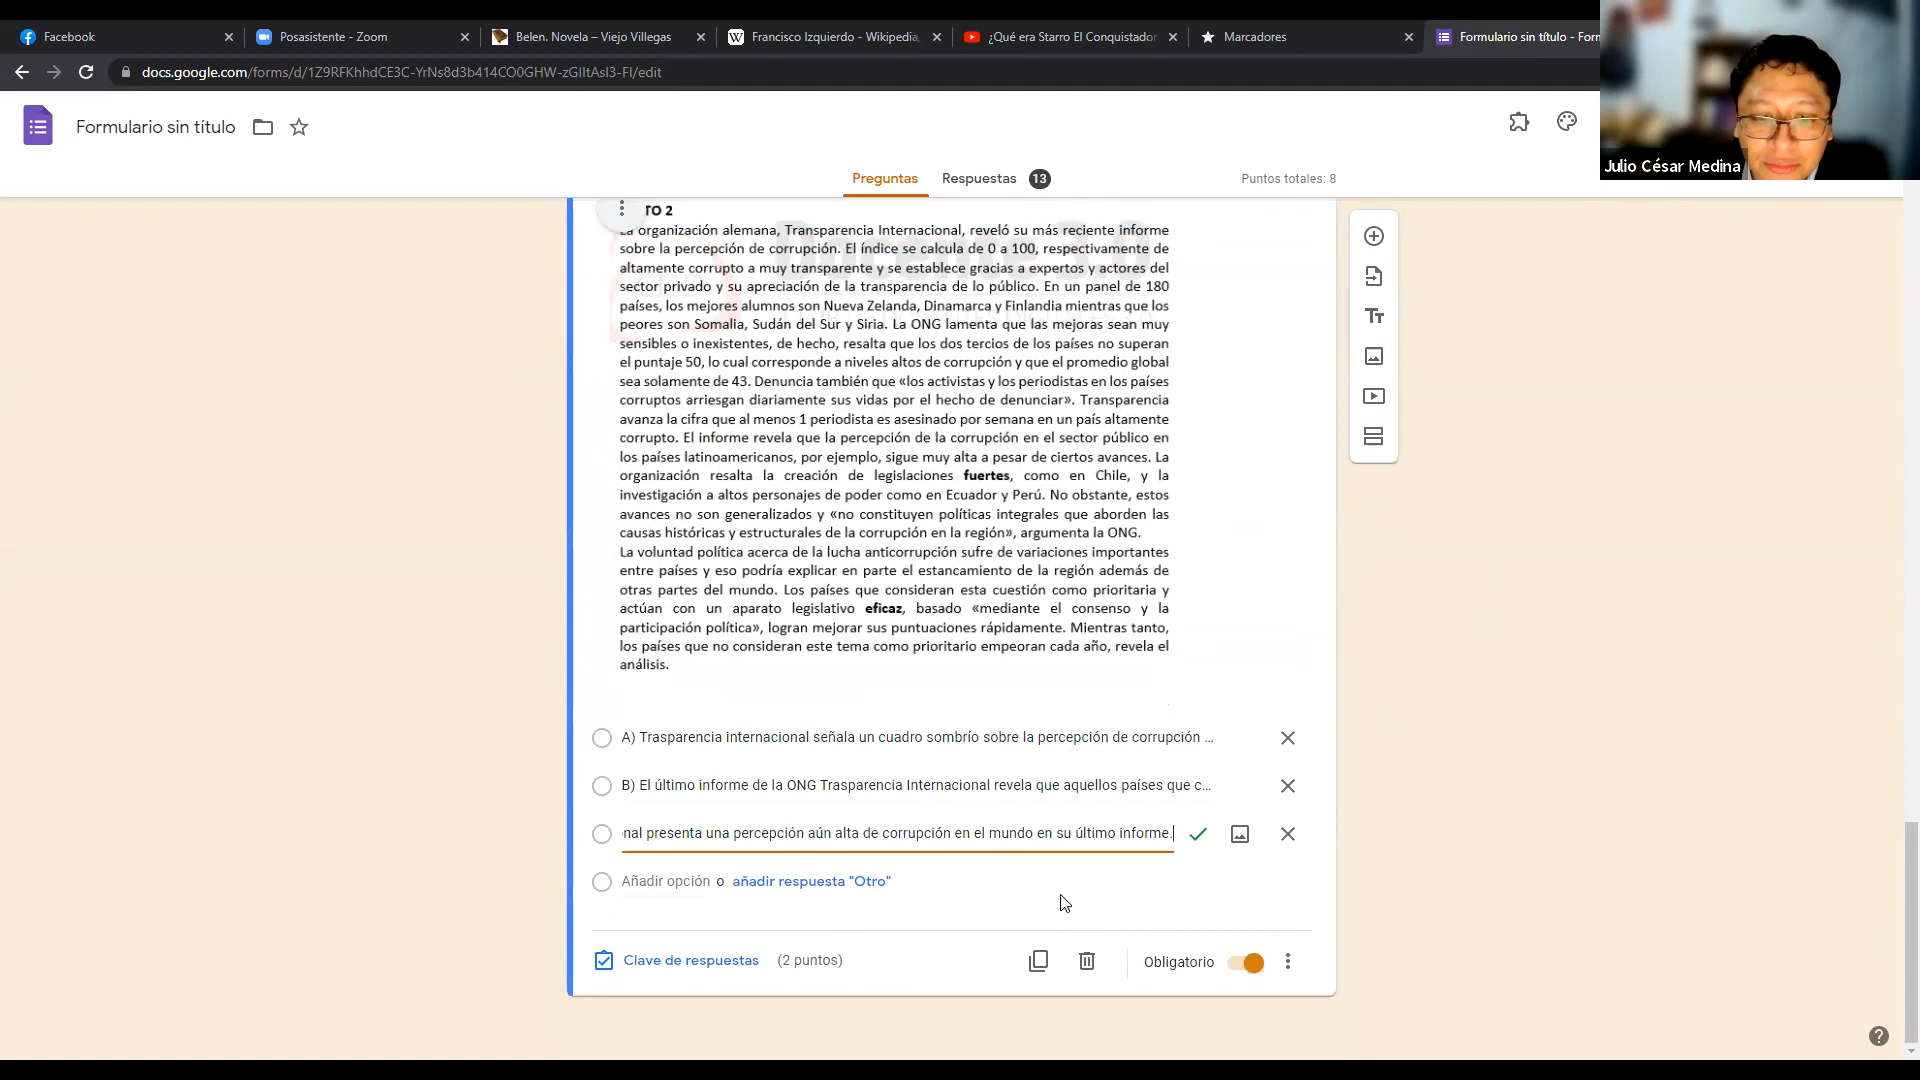 Facebook
Posasistente - Zoom
Belen. Novela – Viejo Villegas
Francisco Izquierdo - Wikipedia,
¿Qué era Starro El Conquistador
Marcadores
Formulario sin título - Form
docs.google.com/forms/d/1Z9RFKhhdCE3C-YrNs8d3b414CO0GHW-zGIItAsI3-FI/edit
Formulario sin título
Julio César Medina
Preguntas
Respuestas 13
Puntos totales: 8
TO 2
La organización alemana, Transparencia Internacional, reveló su más reciente informe
sobre la percepción de corrupción. El índice se calcula de 0 a 100, respectivamente de
altamente corrupto a muy transparente y se establece gracias a expertos y actores del
sector privado y su apreciación de la transparencia de lo público. En un panel de 180
países, los mejores alumnos son Nueva Zelanda, Dinamarca y Finlandia mientras que los
peores son Somalia, Sudán del Sur y Siria. La ONG lamenta que las mejoras sean muy
sensibles o inexistentes, de hecho, resalta que los dos tercios de los países no superan
el puntaje 50, lo cual corresponde a niveles altos de corrupción y que el promedio global
sea solamente de 43. Denuncia también que «los activistas y los periodistas en los países
corruptos arriesgan diariamente sus vidas por el hecho de denunciar». Transparencia
avanza la cifra que al menos 1 periodista es asesinado por semana en un país altamente
corrupto. El informe revela que la percepción de la corrupción en el sector público en
los países latinoamericanos, por ejemplo, sigue muy alta a pesar de ciertos avances. La
organización resalta la creación de legislaciones fuertes, como en Chile, y la
investigación a altos personajes de poder como en Ecuador y Perú. No obstante, estos
avances no son generalizados y «no constituyen políticas integrales que aborden las
causas históricas y estructurales de la corrupción en la región», argumenta la ONG.
La voluntad política acerca de la lucha anticorrupción sufre de variaciones importantes
entre países y eso podría explicar en parte el estancamiento de la región además de
otras partes del mundo. Los países que consideran esta cuestión como prioritaria y
actúan con un aparato legislativo eficaz, basado «mediante el consenso y la
participación política», logran mejorar sus puntuaciones rápidamente. Mientras tanto,
los países que no consideran este tema como prioritario empeoran cada año, revela el
análisis.
A) Trasparencia internacional señala un cuadro sombrío sobre la percepción de corrupción ...
B) El último informe de la ONG Trasparencia Internacional revela que aquellos países que c...
nal presenta una percepción aún alta de corrupción en el mundo en su último informe.
Añadir opción o añadir respuesta "Otro"
Clave de respuestas (2 puntos)
Obligatorio